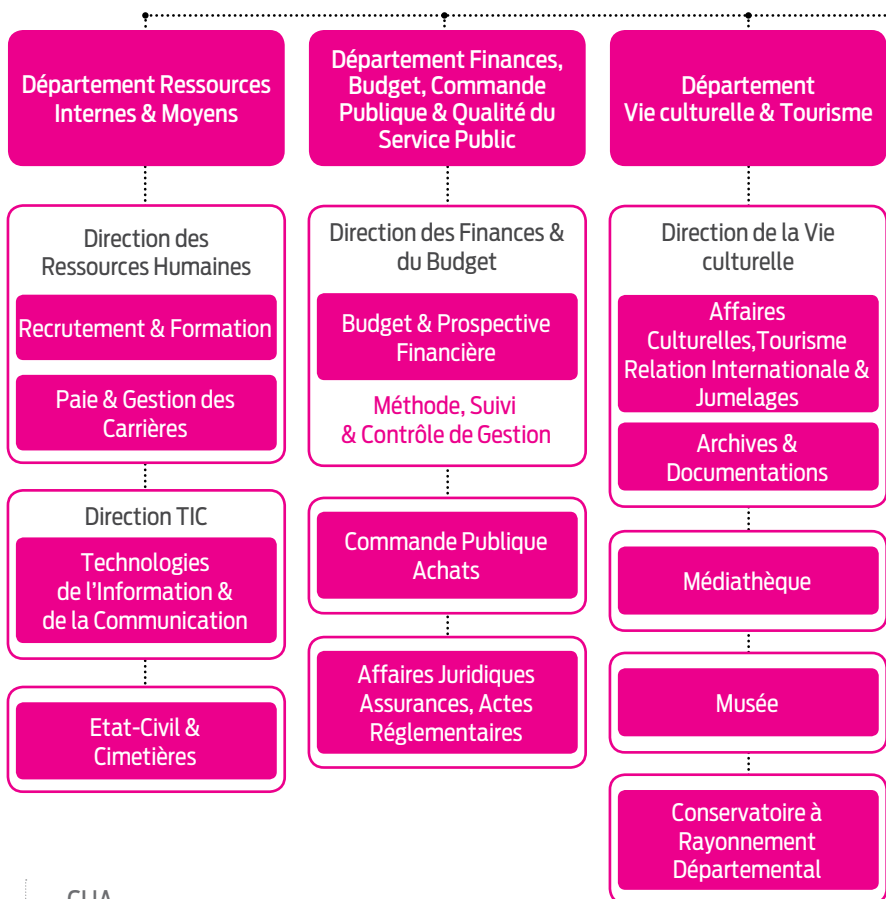 Département Ressources
Internes & Moyens
Direction des
Ressources Humaines
Recrutement & Formation
Paie & Gestion des
Carrières
Direction TIC
Technologies
de l'Information &
de la Communication
Etat-Civil &
Cimetières
Département Finances,
Budget, Commande
Publique & Qualité du
Service Public
Direction des Finances &
du Budget
Budget & Prospective
Financière
Méthode, Suivi
& Contrôle de Gestion
Commande Publique
Achats
Affaires Juridiques
Assurances, Actes
Réglementaires
Département
Vie culturelle & Tourisme
Direction de la Vie
culturelle
Affaires
Culturelles,Tourisme
Relation Internationale &
Jumelages
Archives &
Documentations
Médiathèque
Musée
Conservatoire à
Rayonnement
Départemental